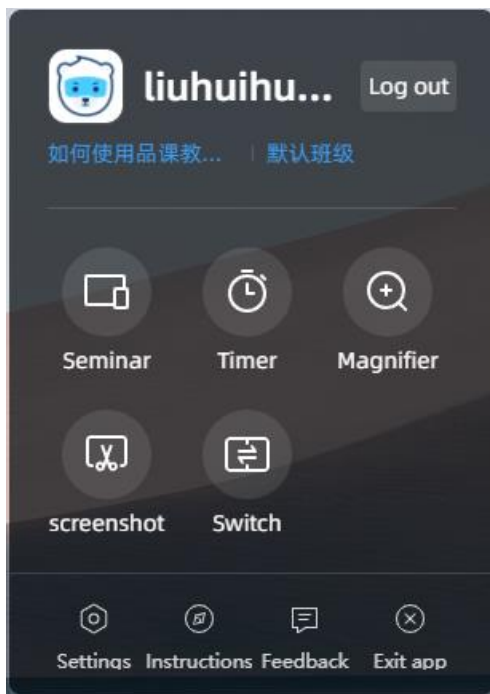 liuhuihu... Log out
如何使用品课教... 默认班级
Seminar Timer Magnifier
screenshot Switch
Settings Instructions Feedback Exit app